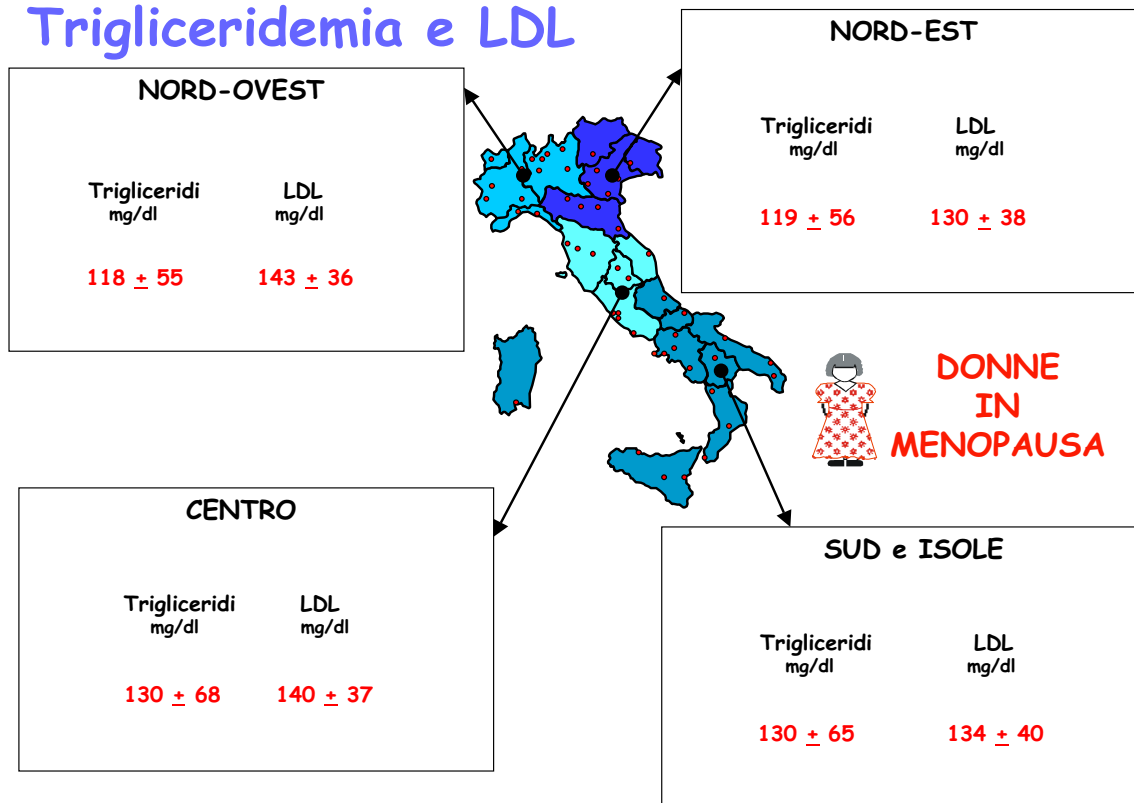 Trigliceridemia e LDL
NORD-OVEST
Trigliceridi LDL
mg/dl mg/dl
118 ± 55 143 ± 36
NORD-EST
Trigliceridi LDL
mg/dl mg/dl
119 ± 56 130 ± 38
DONNE
IN
MENOPAUSA
CENTRO
Trigliceridi LDL
mg/dl mg/dl
130 ± 68 140 ± 37
SUD e ISOLE
Trigliceridi LDL
mg/dl mg/dl
130 ± 65 134 ± 40